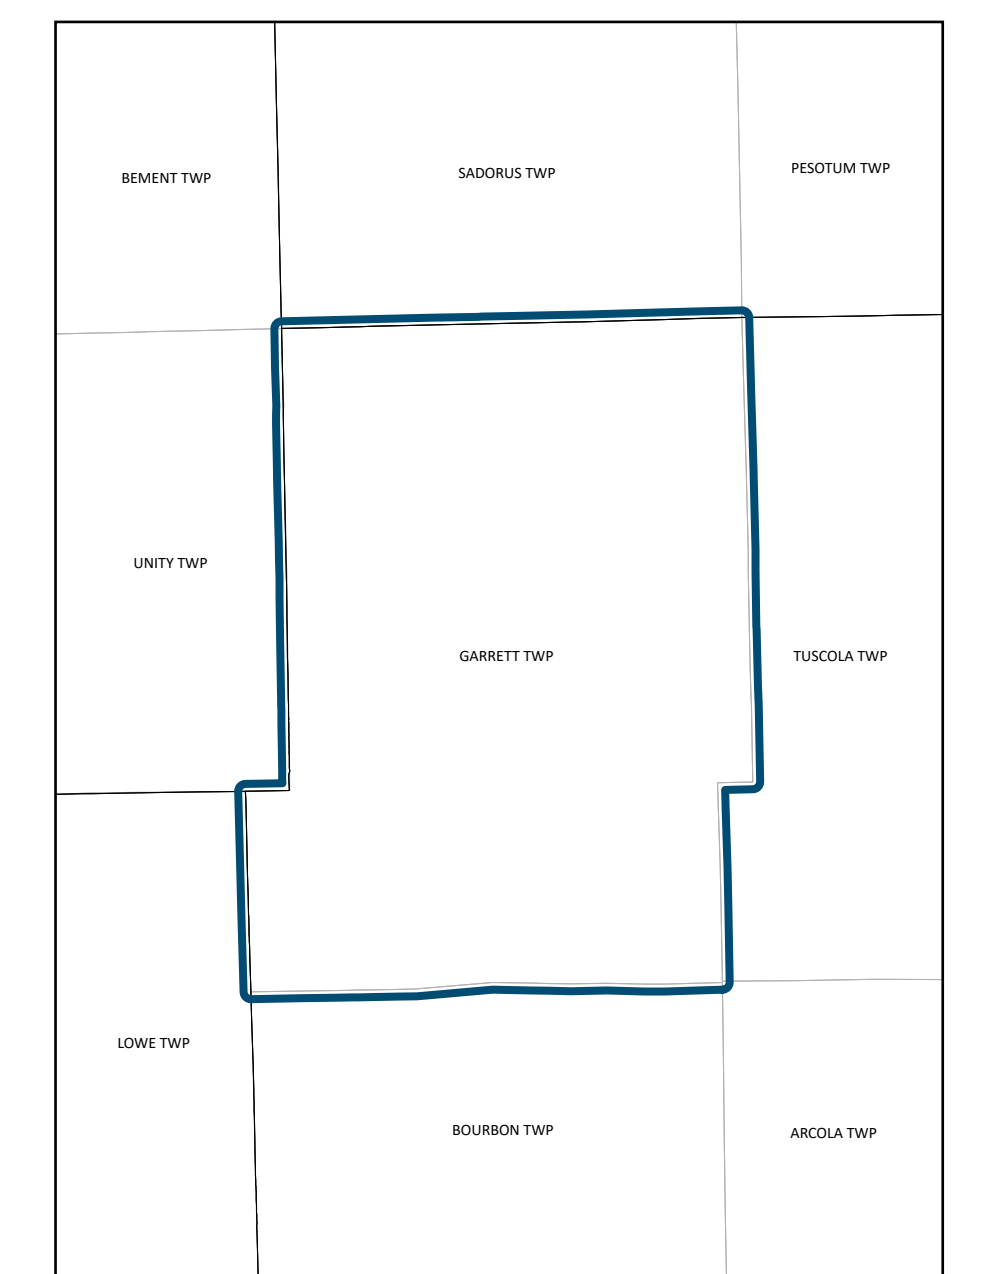 BEMENT TWP
SADORUS TWP
PESOTUM TWP
UNITY TWP
GARRETT TWP
TUSCOLA TWP
LOWE TWP
BOURBON TWP
ARCOLA TWP